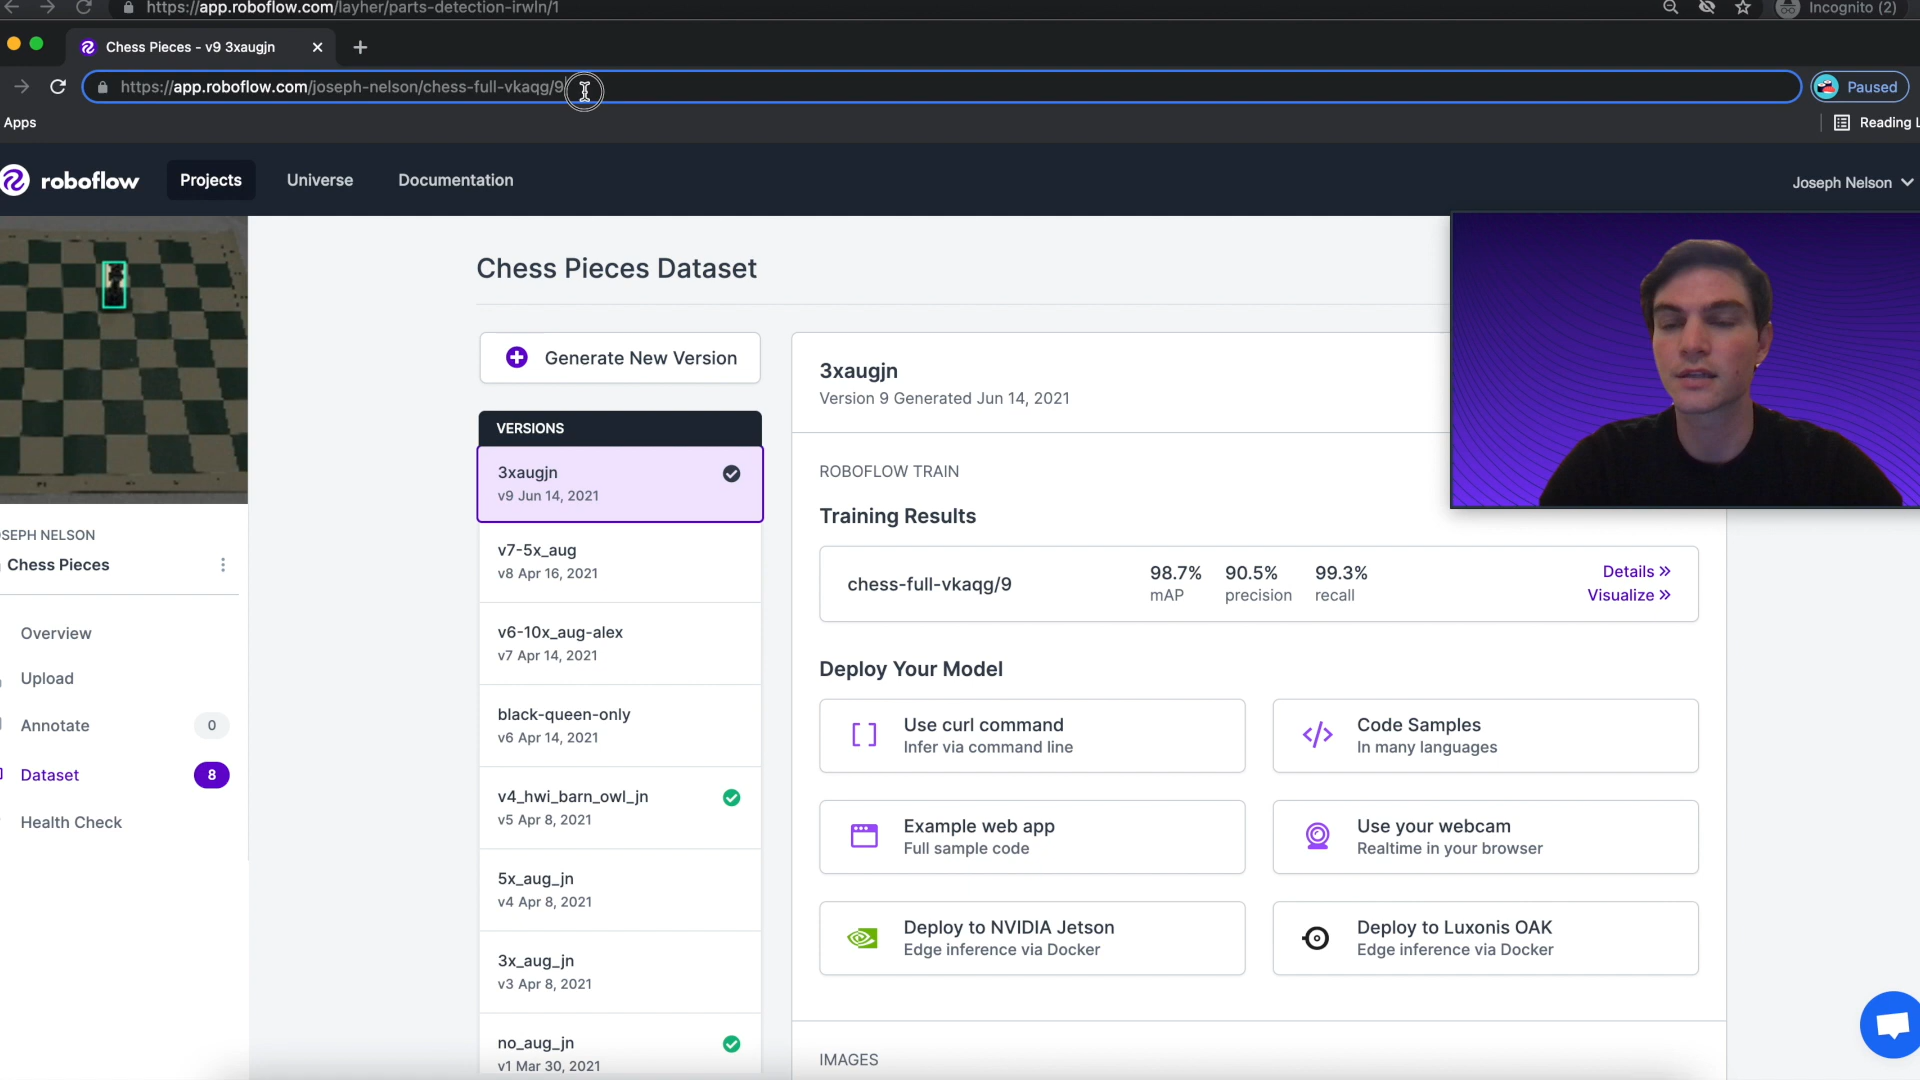 https://app.roboflow.com/layher/parts-detection-irwln/1
Incognito (2)
Chess Pieces - v9 3xaugjn
https://app.roboflow.com/joseph-nelson/chess-full-vkaqg/9
Paused
Apps
Reading L
roboflow
Projects
Universe
Documentation
Joseph Nelson
Chess Pieces Dataset
Generate New Version
VERSIONS
3xaugjn
v9 Jun 14, 2021
v7-5x_aug
v8 Apr 16, 2021
v6-10x_aug-alex
v7 Apr 14, 2021
black-queen-only
v6 Apr 14, 2021
v4_hwi_barn_owl_jn
v5 Apr 8, 2021
5x_aug_jn
v4 Apr 8, 2021
3x_aug_jn
v3 Apr 8, 2021
no_aug_jn
v1 Mar 30, 2021
OSEPH NELSON
Chess Pieces
Overview
Upload
Annotate 0
Dataset 8
Health Check
3xaugjn
Version 9 Generated Jun 14, 2021
ROBOFLOW TRAIN
Training Results
chess-full-vkaqg/9
98.7% 90.5% 99.3%
mAP precision recall
Details »
Visualize »
Deploy Your Model
Use curl command
Infer via command line
Code Samples
In many languages
Example web app
Full sample code
Use your webcam
Realtime in your browser
Deploy to NVIDIA Jetson
Edge inference via Docker
Deploy to Luxonis OAK
Edge inference via Docker
IMAGES